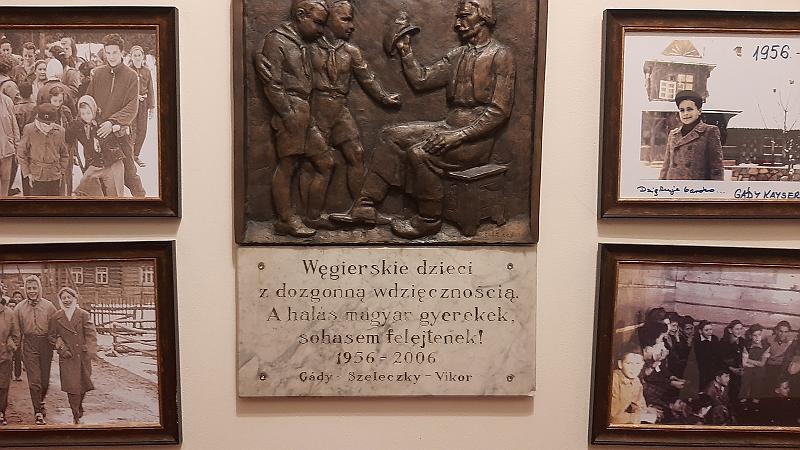 1956.-
Dziękuję bardzo... GÁDY KAYSER
Węgierskie dzieci
z dozgonną wdzięcznością.
A hálás magyar gyerekek,
sohasem felejtenek!
1956 - 2006
Gády - Szeleczky - Vikor